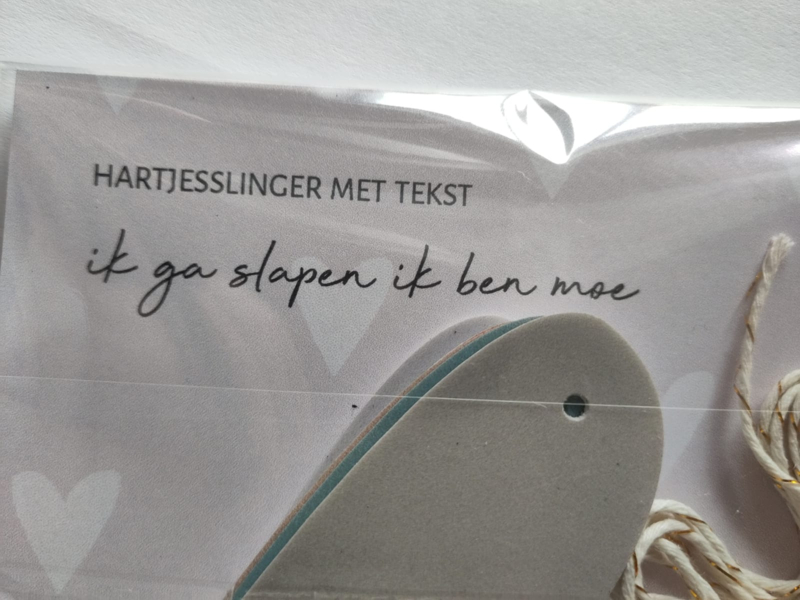 HARTJESSLINGER MET TEKST
ik ga slapen ik ben moe